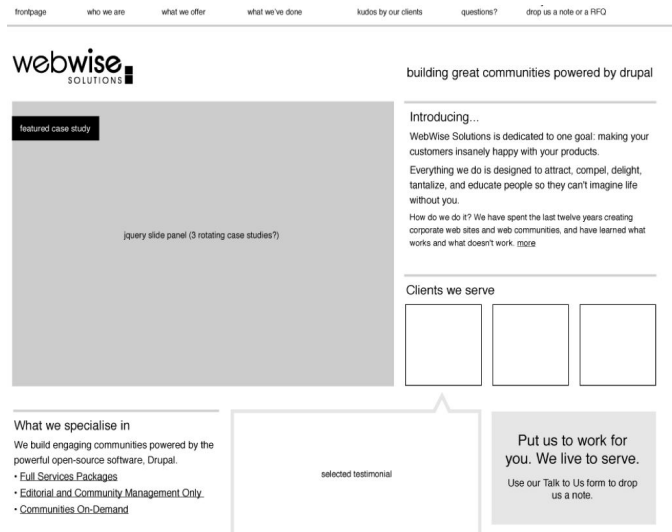 frontpage who we are what we offer what we've done kudos by our clients questions? drop us a note or a RFQ
webwise
SOLUTIONS
building great communities powered by drupal
featured case study
jquery slide panel (3 rotating case studies?)
Introducing...
WebWise Solutions is dedicated to one goal: making your
customers insanely happy with your products.
Everything we do is designed to attract, compel, delight,
tantalize, and educate people so they can't imagine life
without you.
How do we do it? We have spent the last twelve years creating
corporate web sites and web communities, and have learned what
works and what doesn't work. more
Clients we serve
What we specialise in
We build engaging communities powered by the
powerful open-source software, Drupal.
• Full Services Packages
• Editorial and Community Management Only
• Communities On-Demand
selected testimonial
Put us to work for
you. We live to serve.
Use our Talk to Us form to drop
us a note.